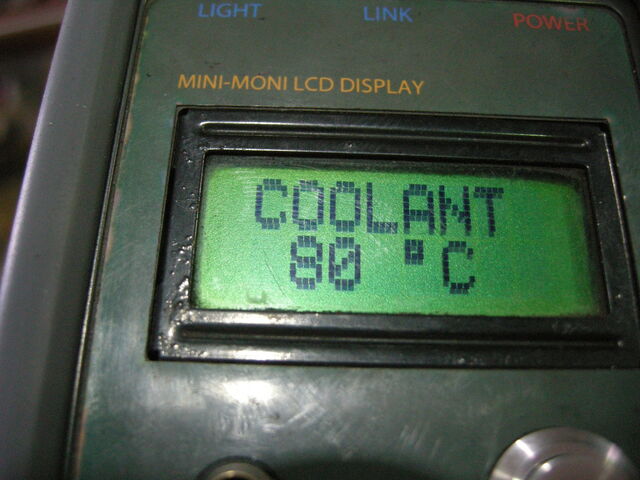 LIGHT LINK POWER
MINI-MONI LCD DISPLAY
COOLANT
80 °C